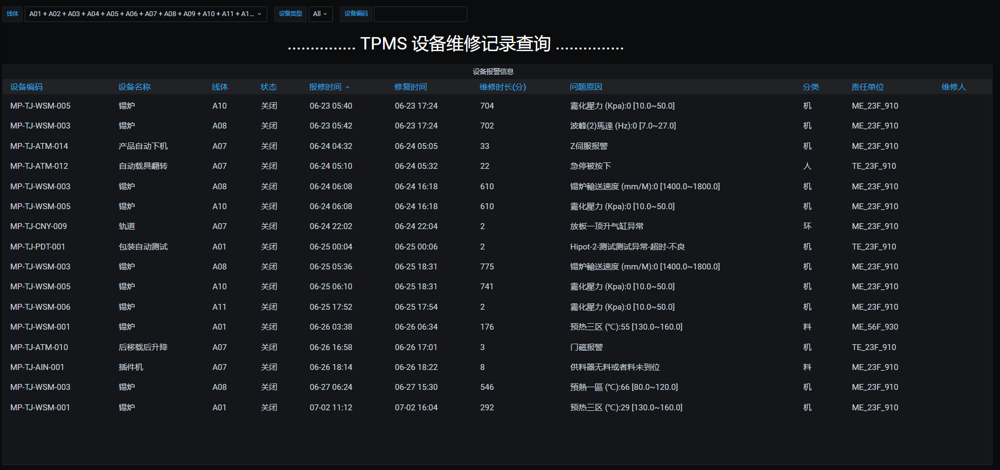 线体 A01 + A02 + A03 + A04 + A05 + A06 + A07 + A08 + A09 + A10 + A11 + A1... 设备类型 All 设备编码
............... TPMS 设备维修记录查询 ...............
设备报警信息
设备编码 设备名称 线体 状态 报修时间 修复时间 维修时长(分) 问题原因 分类 责任单位 维修人
MP-TJ-WSM-005 锡炉 A10 关闭 06-23 05:40 06-23 17:24 704 霧化壓力 (Kpa):0 [10.0~50.0] 机 ME_23F_910
MP-TJ-WSM-003 锡炉 A08 关闭 06-23 05:42 06-23 17:24 702 波峰(2)馬達 (Hz):0 [7.0~27.0] 机 ME_23F_910
MP-TJ-ATM-014 产品自动下机 A07 关闭 06-24 04:32 06-24 05:05 33 Z伺服报警 机 ME_23F_910
MP-TJ-ATM-012 自动载具翻转 A07 关闭 06-24 05:10 06-24 05:32 22 急停被按下 人 TE_23F_910
MP-TJ-WSM-003 锡炉 A08 关闭 06-24 06:08 06-24 16:18 610 锡炉輸送速度 (mm/M):0 [1400.0~1800.0] 机 ME_23F_910
MP-TJ-WSM-005 锡炉 A10 关闭 06-24 06:08 06-24 16:18 610 霧化壓力 (Kpa):0 [10.0~50.0] 机 ME_23F_910
MP-TJ-CNY-009 轨道 A07 关闭 06-24 22:02 06-24 22:04 2 放板一顶升气缸异常 环 ME_23F_910
MP-TJ-PDT-001 包装自动测试 A01 关闭 06-25 00:04 06-25 00:06 2 Hipot-2-测试测试异常-超时-不良 机 TE_23F_910
MP-TJ-WSM-003 锡炉 A08 关闭 06-25 05:36 06-25 18:31 775 锡炉輸送速度 (mm/M):0 [1400.0~1800.0] 机 ME_23F_910
MP-TJ-WSM-005 锡炉 A10 关闭 06-25 06:10 06-25 18:31 741 霧化壓力 (Kpa):0 [10.0~50.0] 机 ME_23F_910
MP-TJ-WSM-006 锡炉 A11 关闭 06-25 17:52 06-25 17:54 2 霧化壓力 (Kpa):0 [10.0~50.0] 机 ME_23F_910
MP-TJ-WSM-001 锡炉 A01 关闭 06-26 03:38 06-26 06:34 176 预热三区 (℃):55 [130.0~160.0] 料 ME_56F_930
MP-TJ-ATM-010 后移载后升降 A07 关闭 06-26 16:58 06-26 17:01 3 门磁报警 机 TE_23F_910
MP-TJ-AIN-001 插件机 A07 关闭 06-26 18:14 06-26 18:22 8 供料器无料或者料未到位 料 ME_23F_910
MP-TJ-WSM-003 锡炉 A08 关闭 06-27 06:24 06-27 15:30 546 預熱一區 (℃):66 [80.0~120.0] 机 ME_23F_910
MP-TJ-WSM-001 锡炉 A01 关闭 07-02 11:12 07-02 16:04 292 预热三区 (℃):29 [130.0~160.0] 机 ME_23F_910